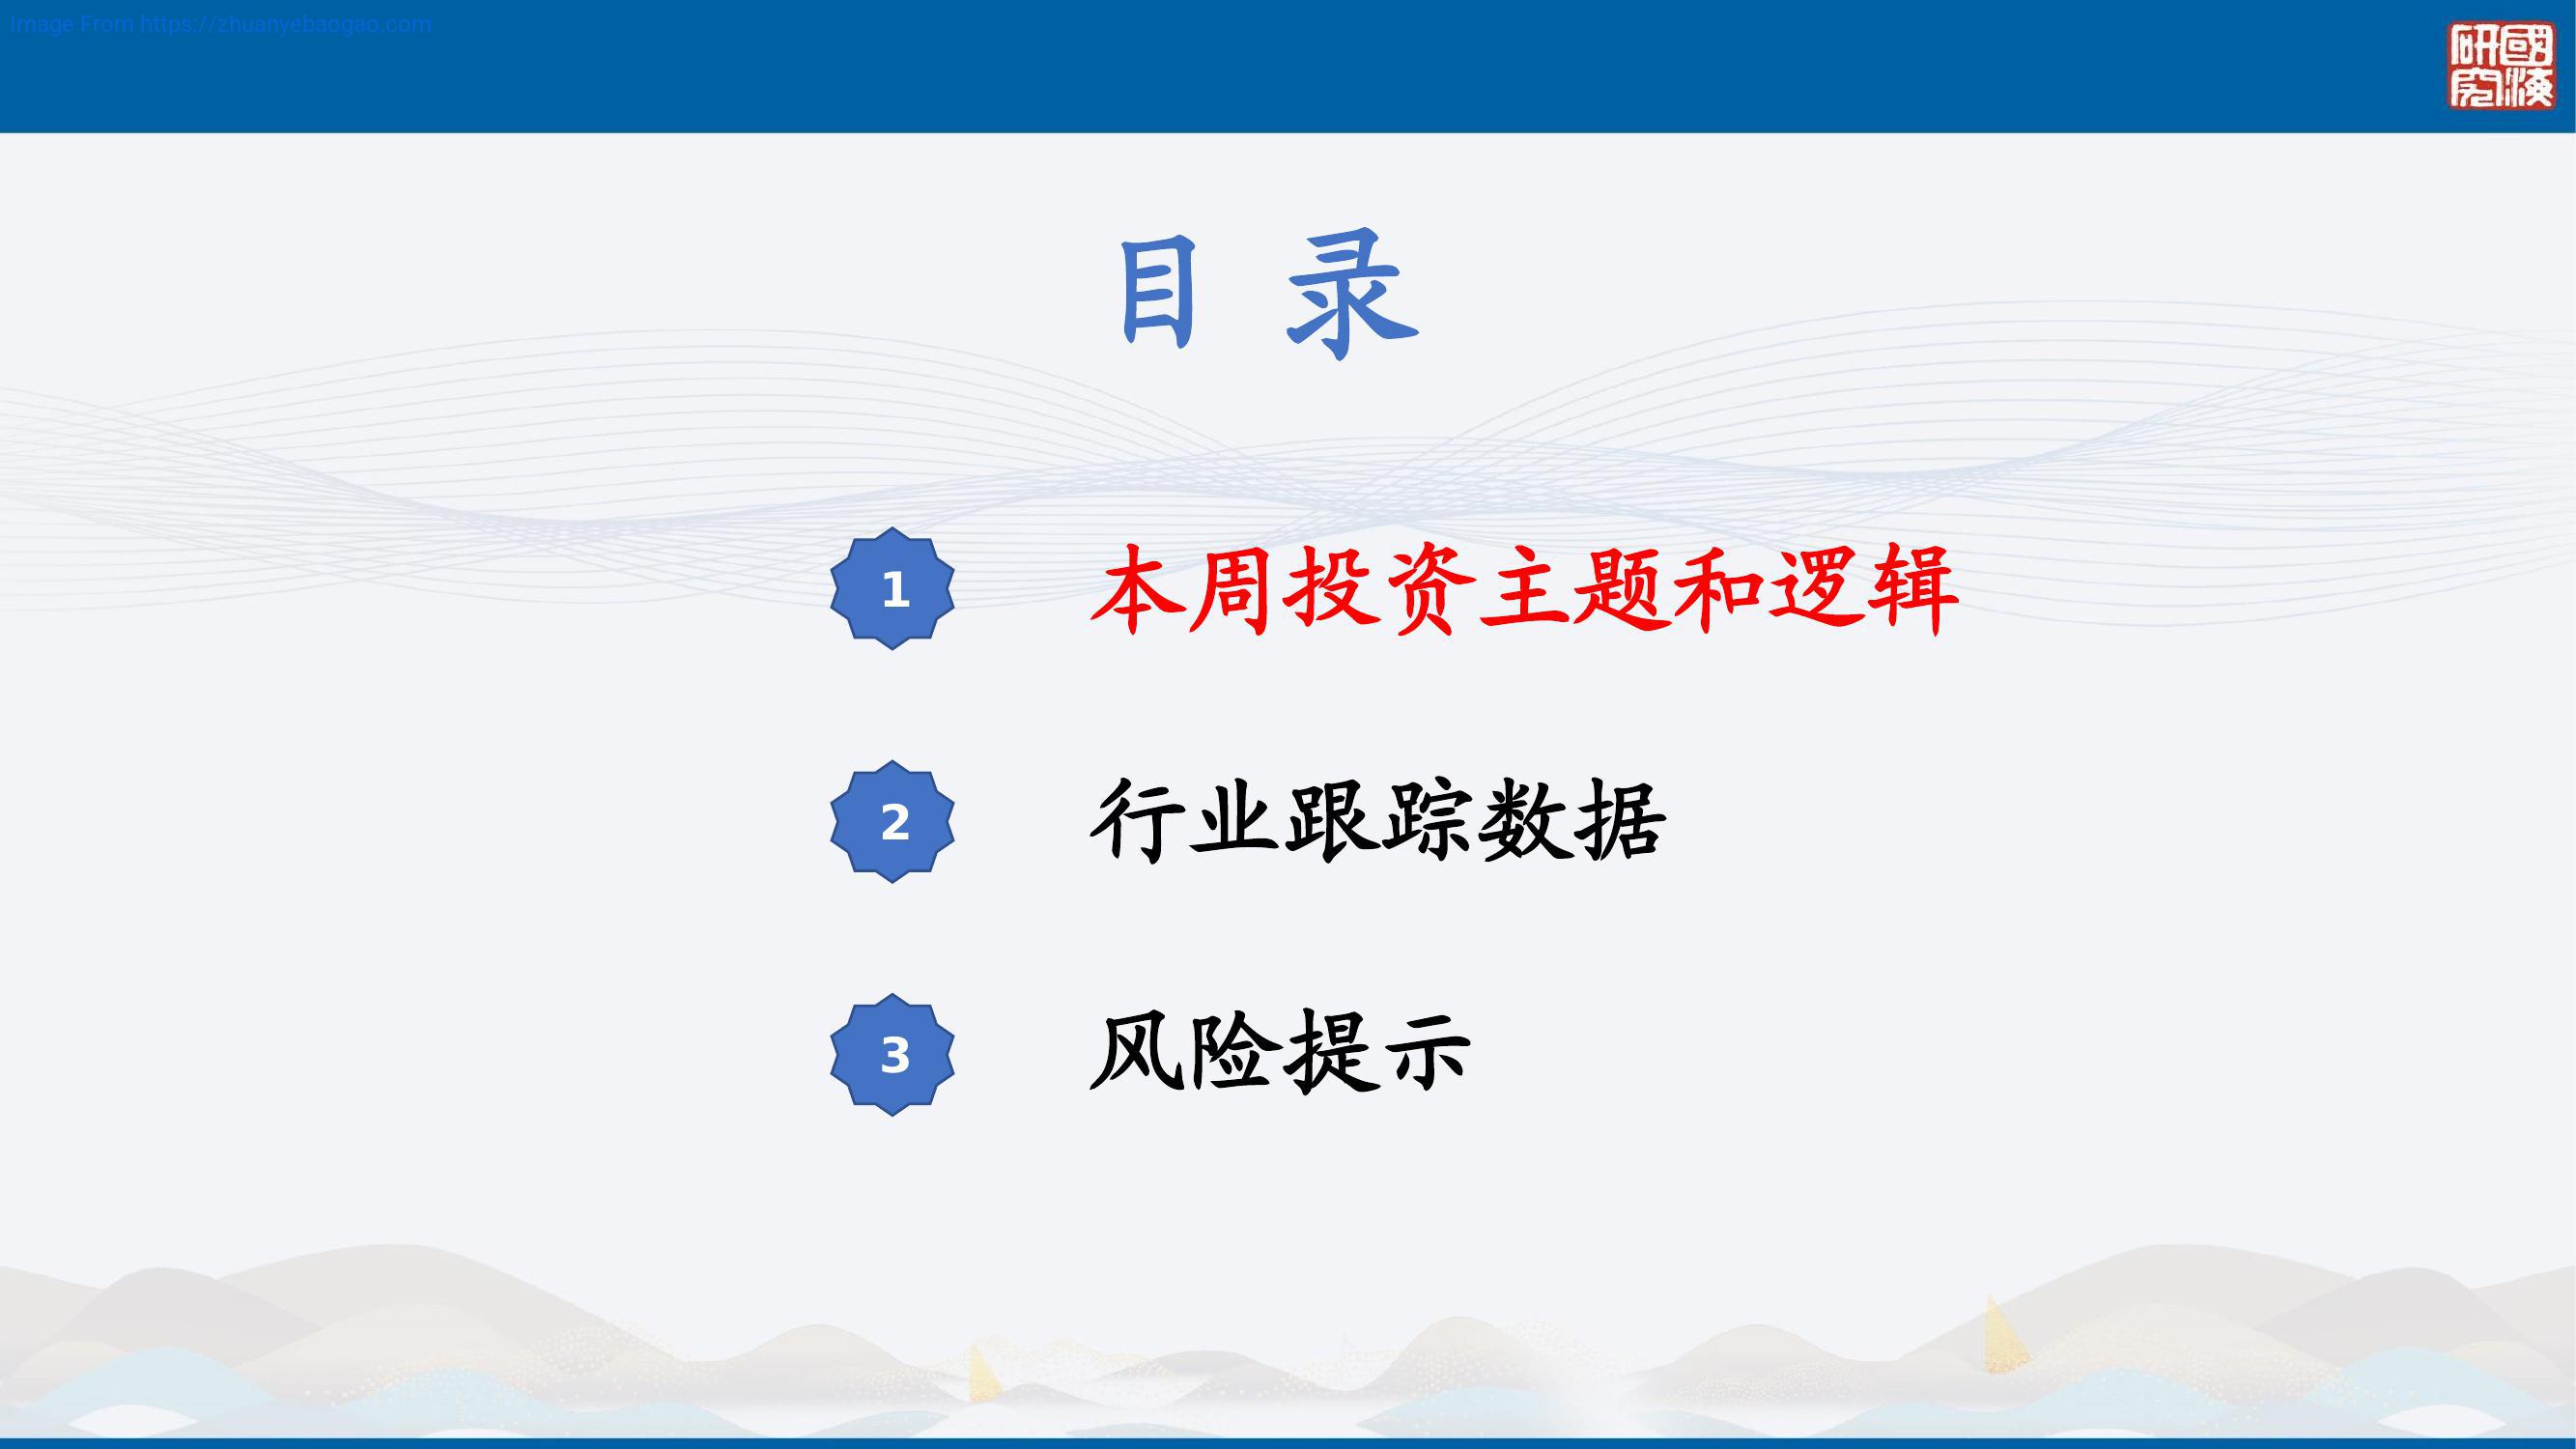 Image From https://zhuanyebaogao.com
研國
究海
目 录
1 本周投资主题和逻辑
2 行业跟踪数据
3 风险提示